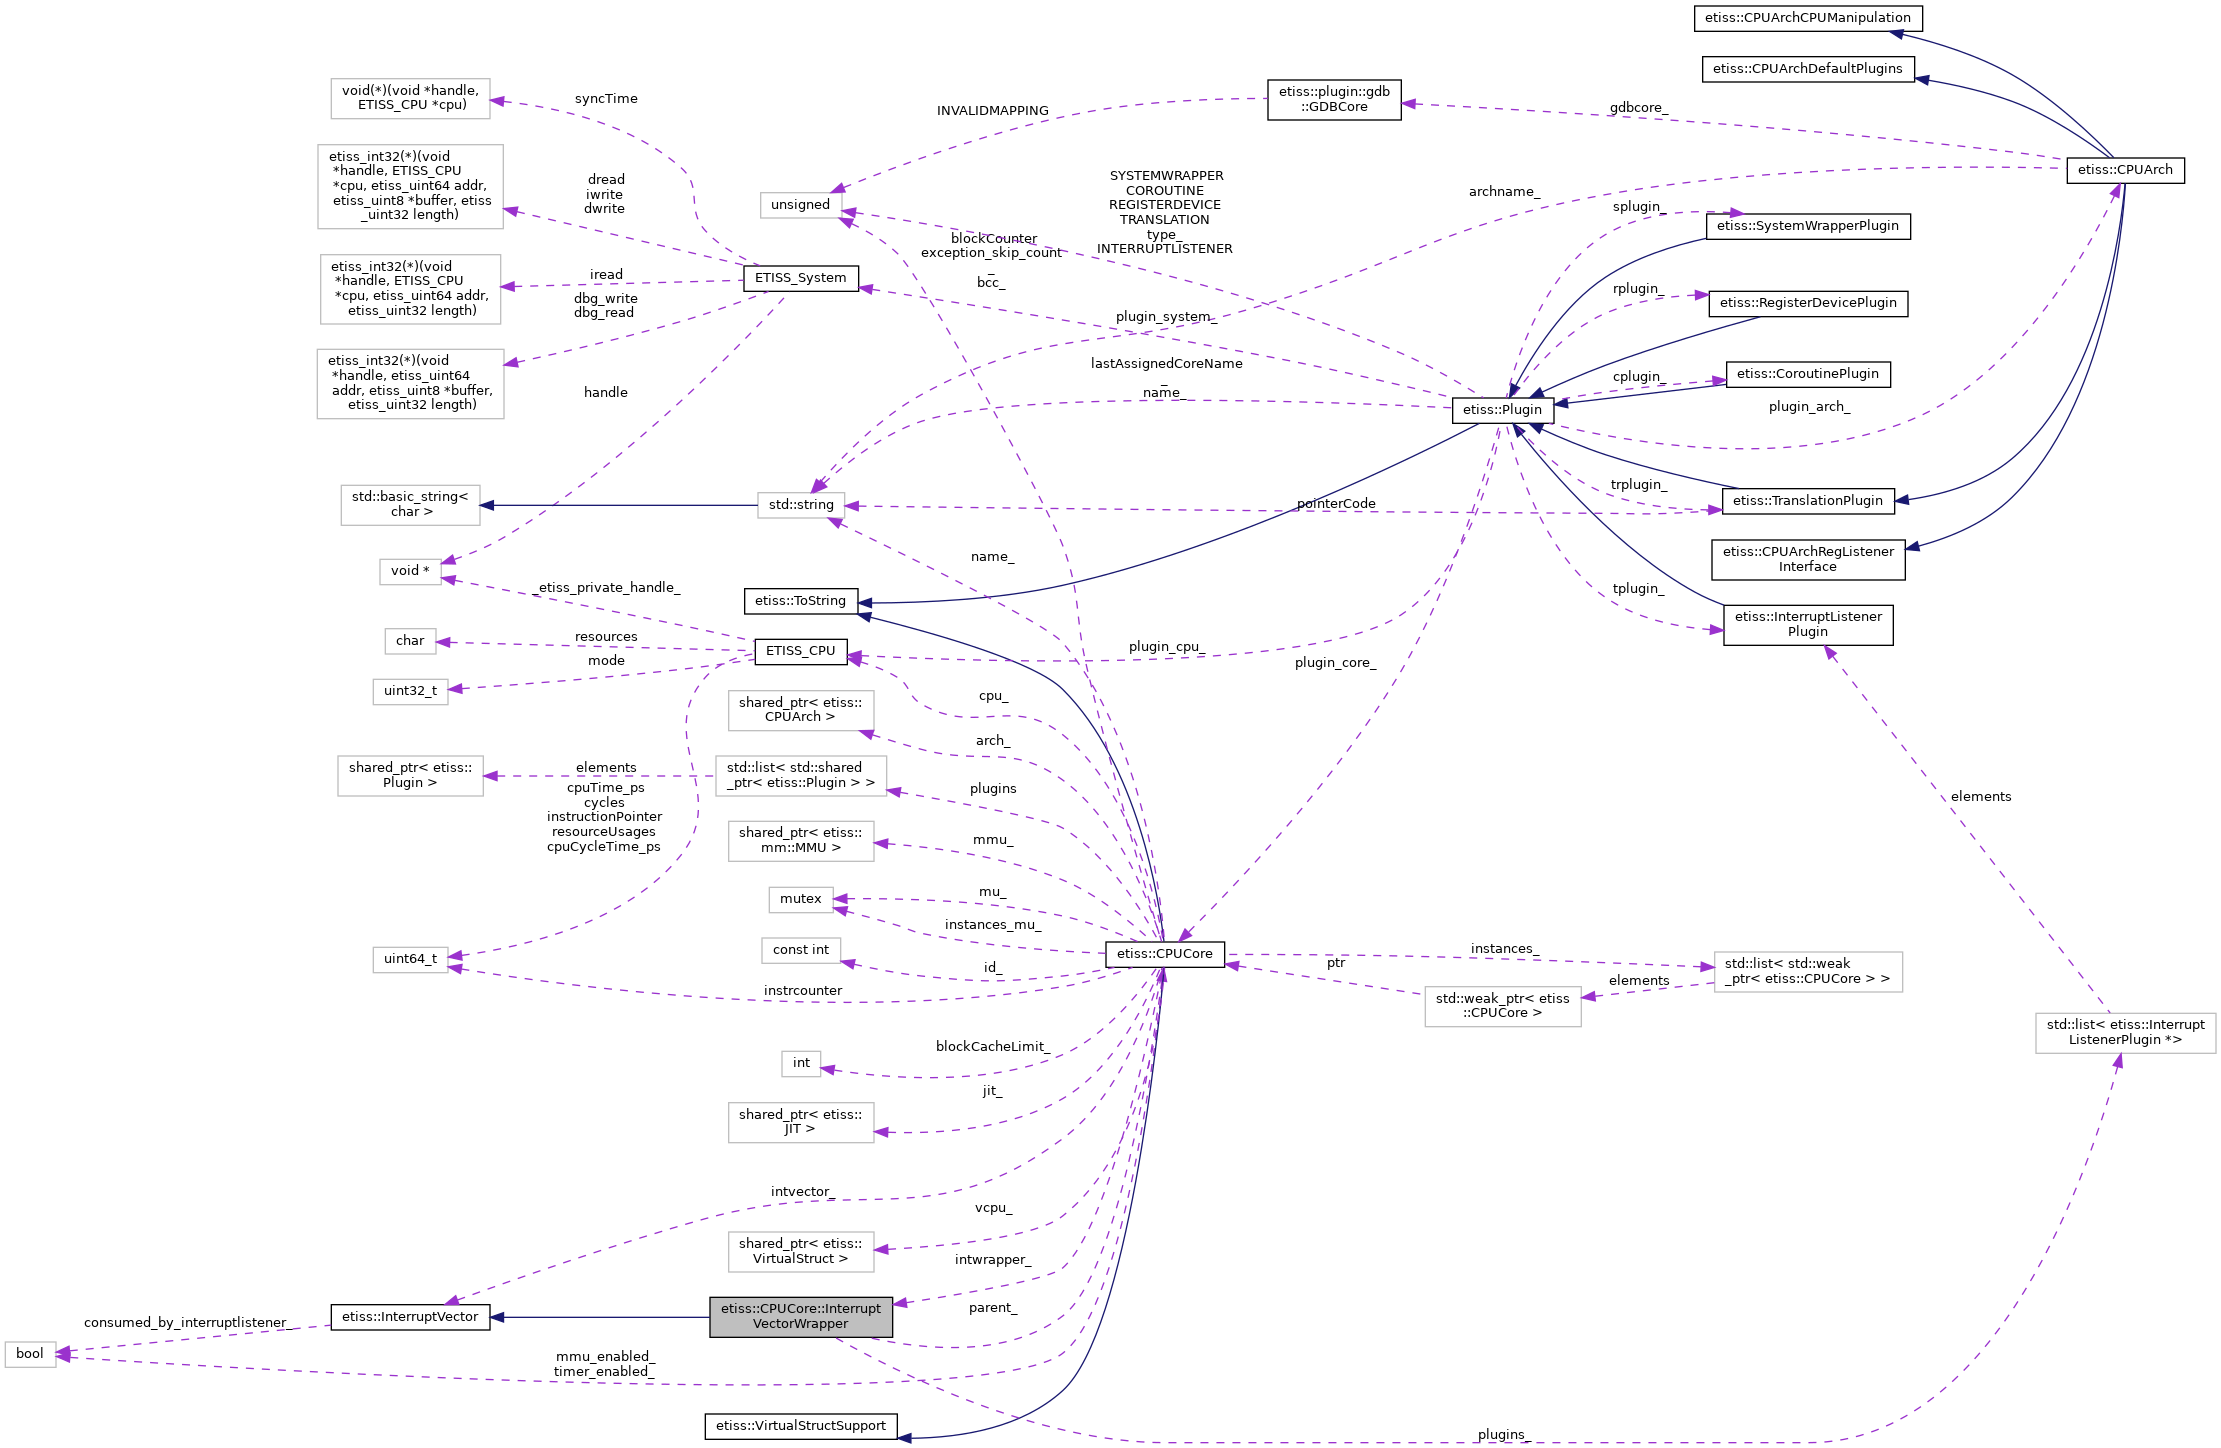 etiss::CPUArchCPUManipulation
etiss::CPUArchDefaultPlugins
void(*)(void *handle,
ETISS_CPU *cpu)
syncTime
etiss::plugin::gdb
::GDBCore
INVALIDMAPPING
gdbcore_
etiss_int32(*)(void
*handle, ETISS_CPU
*cpu, etiss_uint64 addr,
etiss_uint8 *buffer, etiss
_uint32 length)
dread
iwrite
dwrite
unsigned
SYSTEMWRAPPER
COROUTINE
REGISTERDEVICE
TRANSLATION
type_
INTERRUPTLISTENER
archname_
etiss::CPUArch
splugin_
etiss::SystemWrapperPlugin
blockCounter
exception_skip_count
_
bcc_
etiss_int32(*)(void
*handle, ETISS_CPU
*cpu, etiss_uint64 addr,
etiss_uint32 length)
iread
dbg_write
dbg_read
ETISS_System
plugin_system_
rplugin_
etiss::RegisterDevicePlugin
etiss_int32(*)(void
*handle, etiss_uint64
addr, etiss_uint8 *buffer,
etiss_uint32 length)
handle
lastAssignedCoreName
_
name_
cplugin_
etiss::CoroutinePlugin
etiss::Plugin
plugin_arch_
std::basic_string<
char >
std::string
pointerCode
trplugin_
etiss::TranslationPlugin
void *
name_
etiss::CPUArchRegListener
Interface
_etiss_private_handle_
etiss::ToString
tplugin_
etiss::InterruptListener
Plugin
char
resources
mode
ETISS_CPU
plugin_cpu_
plugin_core_
uint32_t
cpu_
shared_ptr< etiss::
CPUArch >
arch_
shared_ptr< etiss::
Plugin >
elements
std::list< std::shared
_ptr< etiss::Plugin > >
plugins
elements
cpuTime_ps
cycles
instructionPointer
resourceUsages
cpuCycleTime_ps
shared_ptr< etiss::
mm::MMU >
mmu_
mutex
mu_
instances_mu_
uint64_t
const int
id_
instrcounter
etiss::CPUCore
instances_
ptr
elements
std::list< std::weak
_ptr< etiss::CPUCore > >
std::weak_ptr< etiss
::CPUCore >
std::list< etiss::Interrupt
ListenerPlugin *>
int
blockCacheLimit_
shared_ptr< etiss::
JIT >
jit_
intvector_
vcpu_
shared_ptr< etiss::
VirtualStruct >
intwrapper_
etiss::InterruptVector
etiss::CPUCore::Interrupt
VectorWrapper
parent_
consumed_by_interruptlistener_
bool
mmu_enabled_
timer_enabled_
etiss::VirtualStructSupport
plugins_